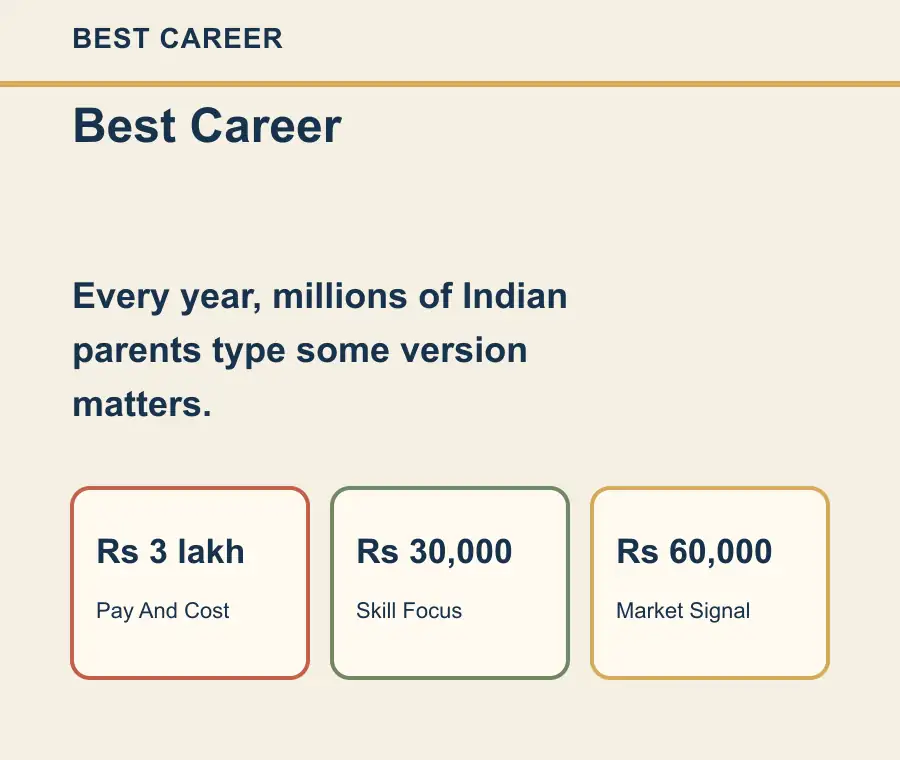 BEST CAREER
Best Career
Every year, millions of Indian
parents type some version
matters.
Rs 3 lakh
Pay And Cost
Rs 30,000
Skill Focus
Rs 60,000
Market Signal